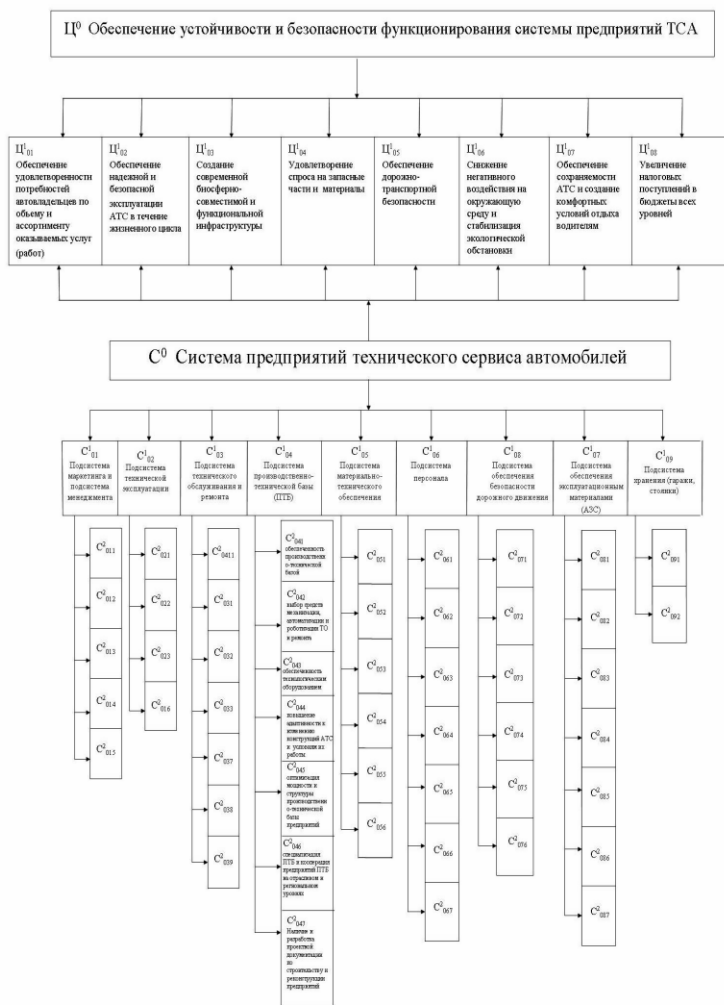 Ц⁰ Обеспечение устойчивости и безопасности функционирования системы предприятий ТСА
Ц¹₀₁
Обеспечение
удовлетворенности
потребностей
автовладельцев по
объему и
ассортименту
оказываемых услуг
(работ)
Ц¹₀₂
Обеспечение
надежной и
безопасной
эксплуатации
АТС в течение
жизненного цикла
Ц¹₀₃
Создание
современной
биосферно-
совместимой и
функциональной
инфраструктуры
Ц¹₀₄
Удовлетворение
спроса на запасные
части и материалы
Ц¹₀₅
Обеспечение
дорожно-
транспортной
безопасности
Ц¹₀₆
Снижение
негативного
воздействия на
окружающую
среду и
стабилизация
экологической
обстановки
Ц¹₀₇
Обеспечение
сохраняемости
АТС и создание
комфортных
условий отдыха
водителям
Ц¹₀₈
Увеличение
налоговых
поступлений в
бюджеты всех
уровней
С⁰ Система предприятий технического сервиса автомобилей
С¹₀₁
Подсистема
маркетинга и
подсистема
менеджмента
С¹₀₂
Подсистема
технической
эксплуатации
С¹₀₃
Подсистема
технического
обслуживания и
ремонта
С¹₀₄
Подсистема
производственно-
технической базы
(ПТБ)
С¹₀₅
Подсистема
материально-
технического
обеспечения
С¹₀₆
Подсистема
персонала
С¹₀₈
Подсистема
обеспечения
безопасности
дорожного движения
С¹₀₇
Подсистема
обеспечения
эксплуатационным
материалами
(АЗС)
С¹₀₉
Подсистема
хранения (гаражи,
стоянки)
С²₀₁₁
С²₀₁₂
С²₀₁₃
С²₀₁₄
С²₀₁₅
С²₀₂₁
С²₀₂₂
С²₀₂₃
С²₀₁₆
С²₀₄₁₁
С²₀₃₁
С²₀₃₂
С²₀₃₃
С²₀₃₇
С²₀₃₈
С²₀₃₉
С²₀₄₁
обеспеченность
производственн
о-технической
базой
С²₀₄₂
выбор средств
механизации,
автоматизации и
роботизации ТО
и ремонта
С²₀₄₃
обеспеченность
технологическим
оборудованием
С²₀₄₄
повышение
адаптивности к
изменению
конструкций АТС
и условиям их
работы
С²₀₄₅
оптимизация
мощности и
структуры
производственн
о-технической
базы
предприятий
С²₀₄₆
специализация
ПТБ и кооперация
предприятий ПТБ
на отраслевом и
региональном
уровнях
С²₀₄₇
Наличие и
разработка
проектной
документации
по
строительству и
реконструкции
предприятий
С²₀₅₁
С²₀₅₂
С²₀₅₃
С²₀₅₄
С²₀₅₅
С²₀₅₆
С²₀₆₁
С²₀₆₂
С²₀₆₃
С²₀₆₄
С²₀₆₅
С²₀₆₆
С²₀₆₇
С²₀₇₁
С²₀₇₂
С²₀₇₃
С²₀₇₄
С²₀₇₅
С²₀₇₆
С²₀₈₁
С²₀₈₂
С²₀₈₃
С²₀₈₄
С²₀₈₅
С²₀₈₆
С²₀₈₇
С²₀₉₁
С²₀₉₂